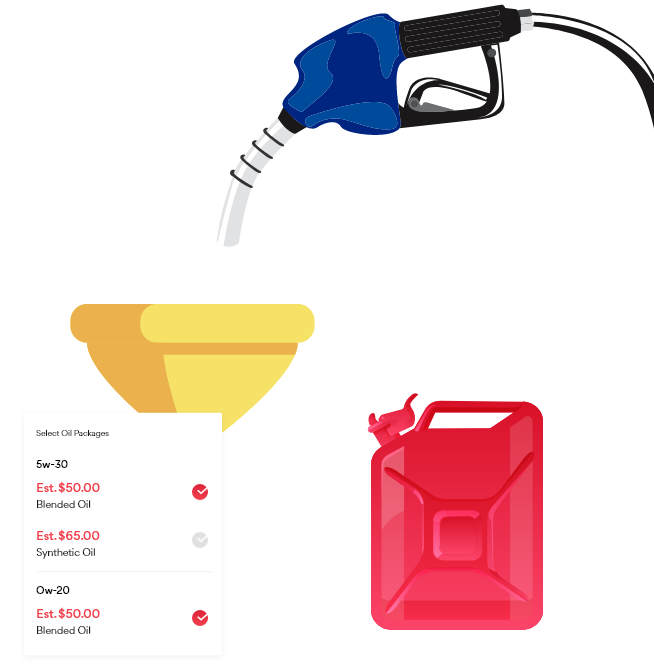 Select Oil Packages
5w-30
Est. $50.00
Blended Oil
Est. $65.00
Synthetic Oil
Ow-20
Est. $50.00
Blended Oil